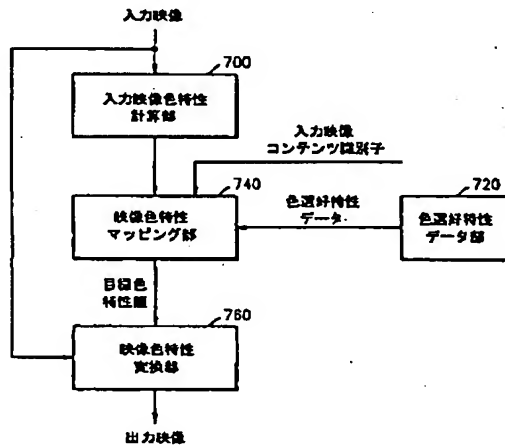 入力映像
700
入力映像色特性
計算部
入力映像
コンテンツ識別子
740
映像色特性
マッピング部
色選好特性
データ
720
色選好特性
データ部
目標色
特性値
760
映像色特性
変換部
出力映像